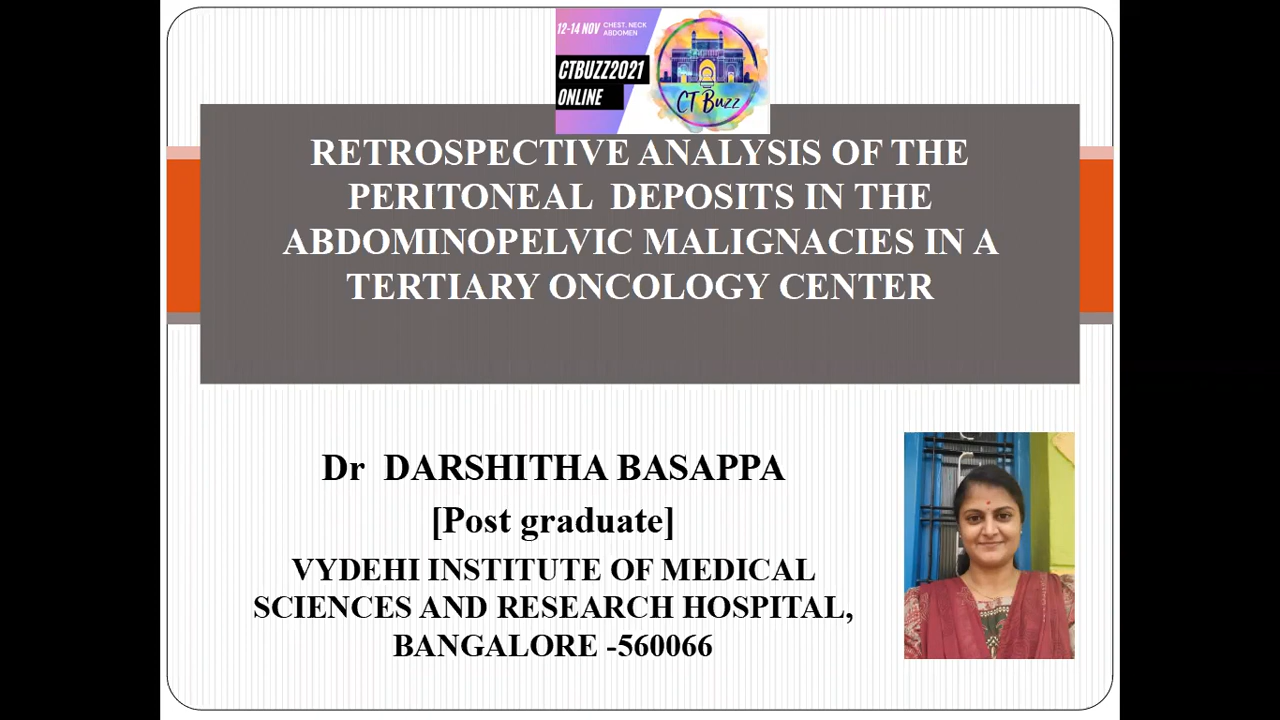 12-14 NOV CHEST. NECK
ABDOMEN
CTBUZZ2021
ONLINE
CT Buzz
RETROSPECTIVE ANALYSIS OF THE
PERITONEAL DEPOSITS IN THE
ABDOMINOPELVIC MALIGNACIES IN A
TERTIARY ONCOLOGY CENTER
Dr DARSHITHA BASAPPA
[Post graduate]
VYDEHI INSTITUTE OF MEDICAL
SCIENCES AND RESEARCH HOSPITAL,
BANGALORE -560066